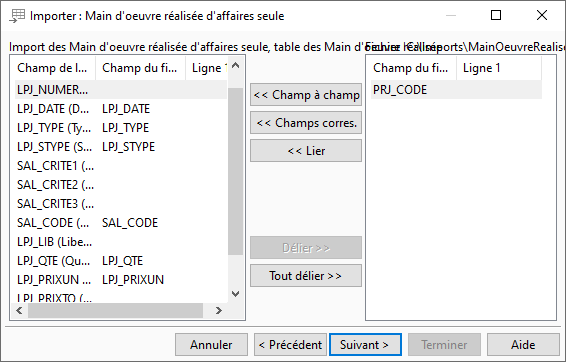 Importer : Main d'oeuvre réalisée d'affaires seule
Import des Main d'oeuvre réalisée d'affaires seule, table des Main d'oeuvre réalisée
Fichier C:\Imports\MainOeuvreRealise
Champ de l... Champ du fi... Ligne 1
LPJ_NUMER...
LPJ_DATE (D... LPJ_DATE
LPJ_TYPE (Ty... LPJ_TYPE
LPJ_STYPE (S... LPJ_STYPE
SAL_CRITE1 (...
SAL_CRITE2 (...
SAL_CRITE3 (...
SAL_CODE (... SAL_CODE
LPJ_LIB (Libe...
LPJ_QTE (Qu... LPJ_QTE
LPJ_PRIXUN ... LPJ_PRIXUN
LPJ_PRIXTO (...
<< Champ à champ
<< Champs corres.
<< Lier
Délier >>
Tout délier >>
Champ du fi... Ligne 1
PRJ_CODE
Annuler
< Précédent
Suivant >
Terminer
Aide